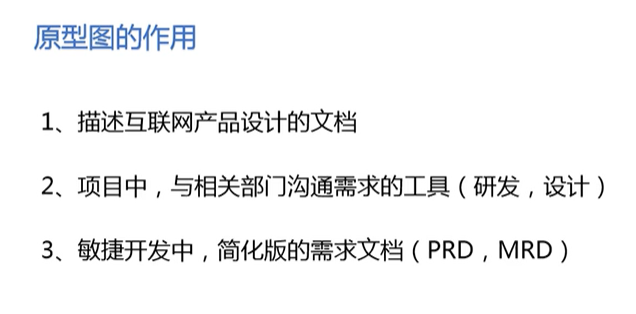 原型图的作用
1、描述互联网产品设计的文档
2、项目中，与相关部门沟通需求的工具（研发，设计）
3、敏捷开发中，简化版的需求文档（PRD，MRD）